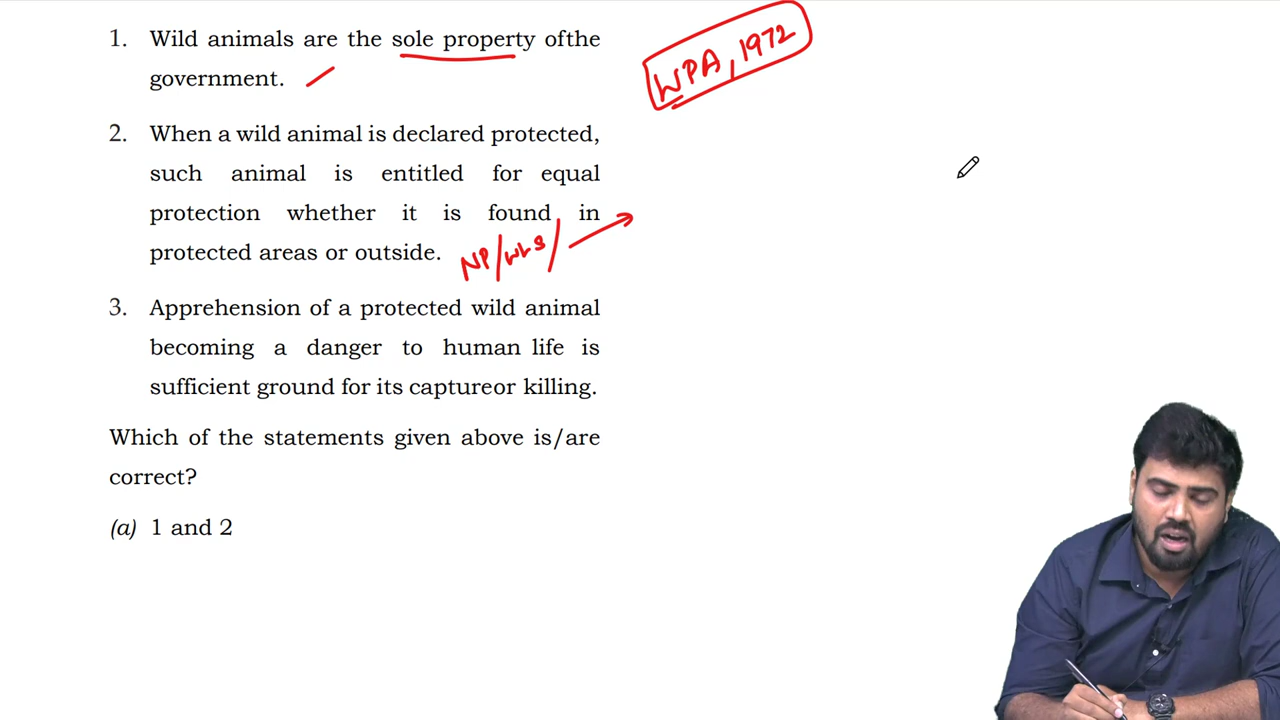 1. Wild animals are the sole property ofthe
government.
WPA, 1972
2. When a wild animal is declared protected,
such animal is entitled for equal
protection whether it is found in
protected areas or outside.
NP/WLS/
3. Apprehension of a protected wild animal
becoming a danger to human life is
sufficient ground for its captureor killing.
Which of the statements given above is/are
correct?
(a) 1 and 2